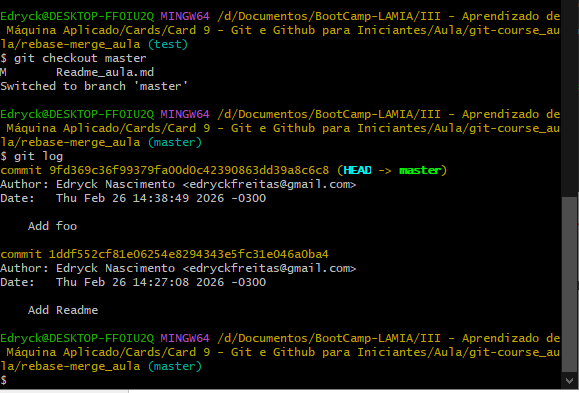 Edryck@DESKTOP-FFOIU2Q MINGW64 /d/Documentos/BootCamp-LAMIA/III - Aprendizado de
 Máquina Aplicado/Cards/Card 9 - Git e Github para Iniciantes/Aula/git-course_au
la/rebase-merge_aula (test)
$ git checkout master
M       Readme_aula.md
Switched to branch 'master'

Edryck@DESKTOP-FFOIU2Q MINGW64 /d/Documentos/BootCamp-LAMIA/III - Aprendizado de
 Máquina Aplicado/Cards/Card 9 - Git e Github para Iniciantes/Aula/git-course_au
la/rebase-merge_aula (master)
$ git log
commit 9fd369c36f99379fa00d0c42390863dd39a8c6c8 (HEAD -> master)
Author: Edryck Nascimento <edryckfreitas@gmail.com>
Date:   Thu Feb 26 14:38:49 2026 -0300

    Add foo

commit 1ddf552cf81e06254e8294343e5fc31e046a0ba4
Author: Edryck Nascimento <edryckfreitas@gmail.com>
Date:   Thu Feb 26 14:27:08 2026 -0300

    Add Readme

Edryck@DESKTOP-FFOIU2Q MINGW64 /d/Documentos/BootCamp-LAMIA/III - Aprendizado de
 Máquina Aplicado/Cards/Card 9 - Git e Github para Iniciantes/Aula/git-course_au
la/rebase-merge_aula (master)
$